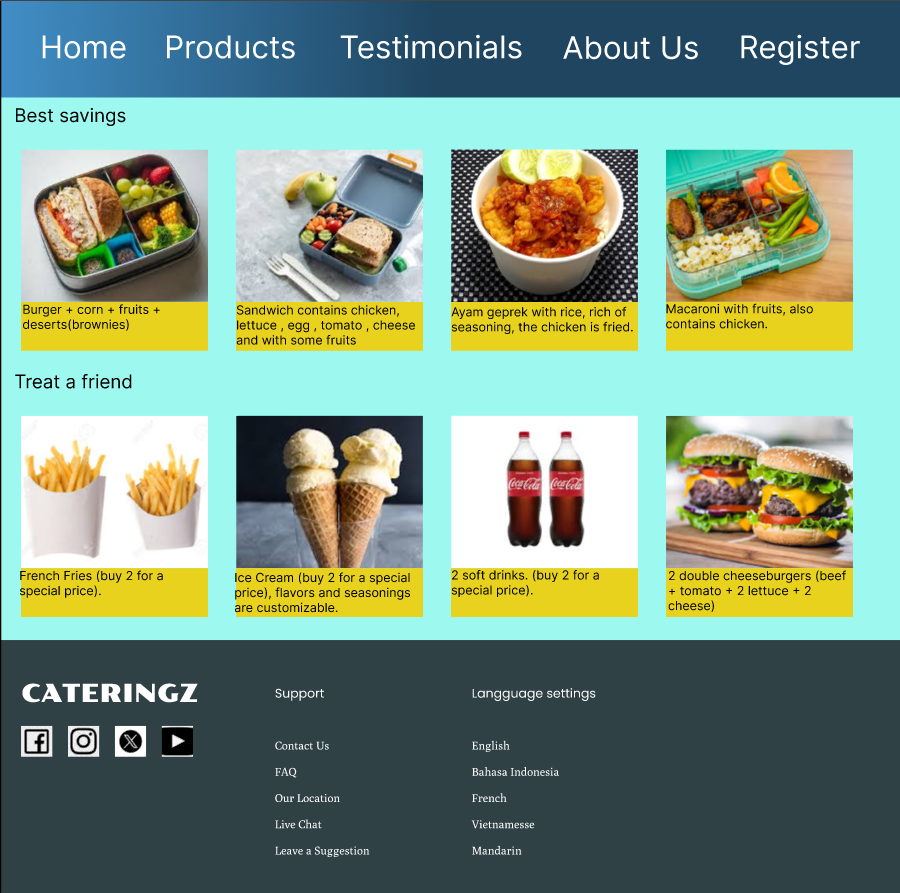 Home Products Testimonials About Us Register
Best savings
Burger + corn + fruits +
deserts(brownies)
Sandwich contains chicken,
lettuce , egg , tomato , cheese
and with some fruits
Ayam geprek with rice, rich of
seasoning, the chicken is fried.
Macaroni with fruits, also
contains chicken.
Treat a friend
Coca-Cola Coca-Cola
French Fries (buy 2 for a
special price).
Ice Cream (buy 2 for a special
price), flavors and seasonings
are customizable.
2 soft drinks. (buy 2 for a
special price).
2 double cheeseburgers (beef
+ tomato + 2 lettuce + 2
cheese)
CATERINGZ
Support
Contact Us
FAQ
Our Location
Live Chat
Leave a Suggestion
Langguage settings
English
Bahasa Indonesia
French
Vietnamesse
Mandarin